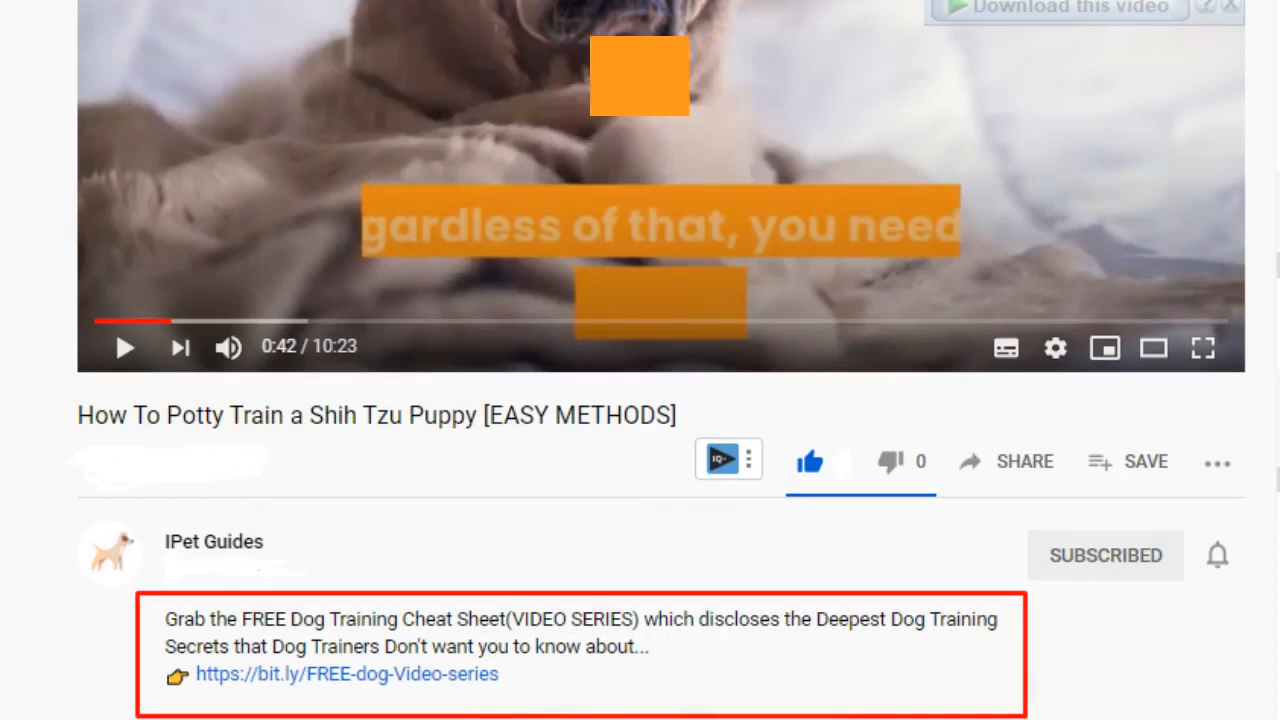 Download this video
gardless of that, you need
0:42 / 10:23
How To Potty Train a Shih Tzu Puppy [EASY METHODS]
IQ
0
SHARE
SAVE
IPet Guides
SUBSCRIBED
Grab the FREE Dog Training Cheat Sheet(VIDEO SERIES) which discloses the Deepest Dog Training
Secrets that Dog Trainers Don't want you to know about...
👉 https://bit.ly/FREE-dog-Video-series